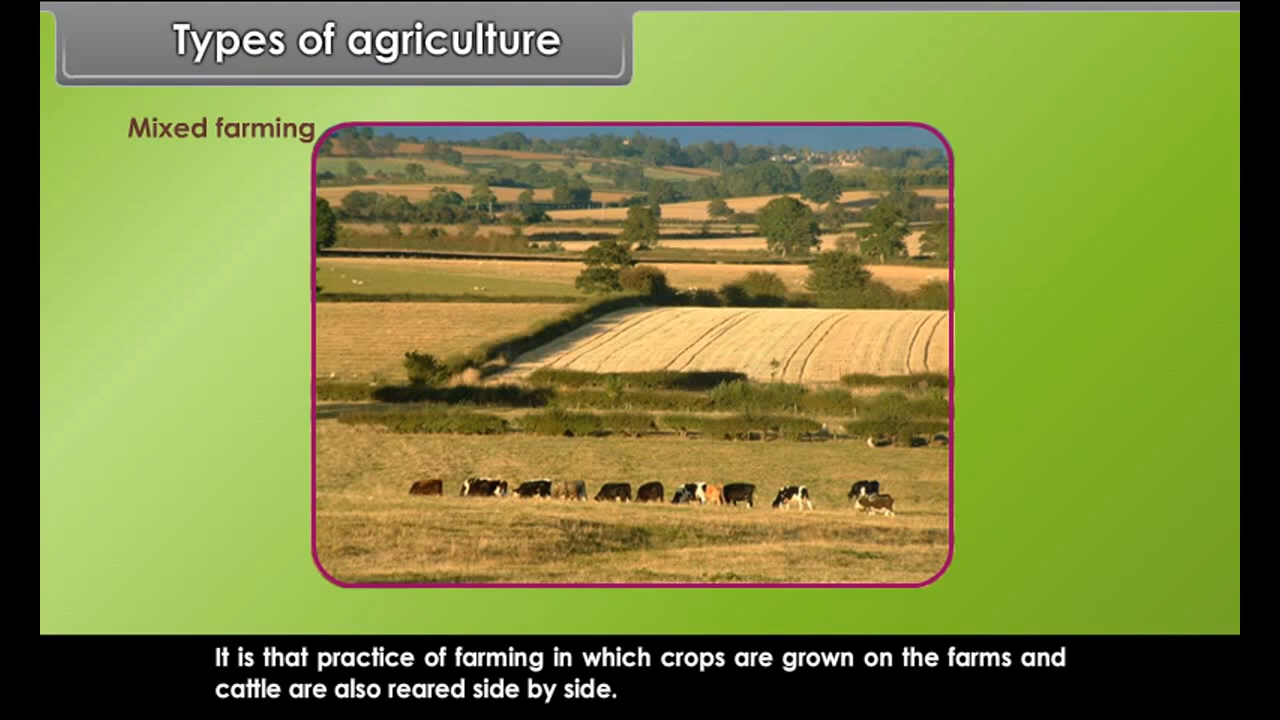 Types of agriculture
Mixed farming
It is that practice of farming in which crops are grown on the farms and
cattle are also reared side by side.